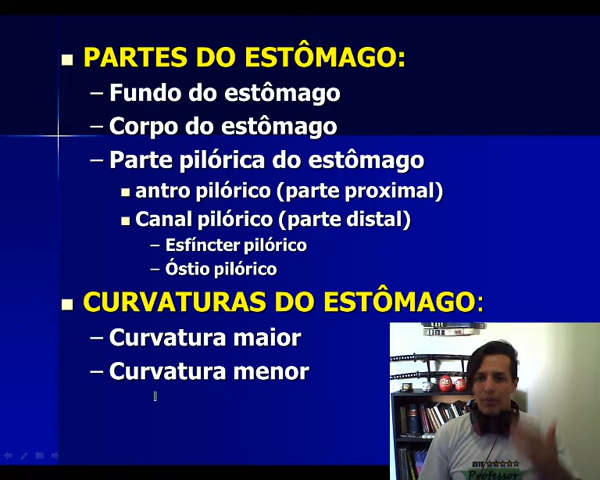 PARTES DO ESTÔMAGO:
– Fundo do estômago
– Corpo do estômago
– Parte pilórica do estômago
antro pilórico (parte proximal)
Canal pilórico (parte distal)
– Esfíncter pilórico
– Óstio pilórico
CURVATURAS DO ESTÔMAGO:
– Curvatura maior
– Curvatura menor
Professor